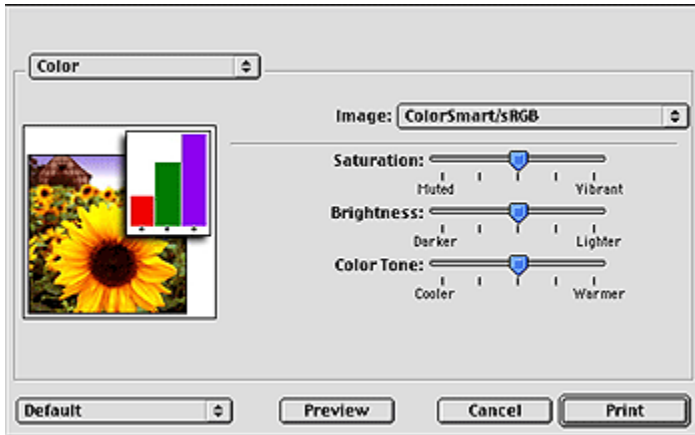 Color
Image: ColorSmart/sRGB
Saturation:
Muted Vibrant
Brightness:
Darker Lighter
Color Tone:
Cooler Warmer
Default Preview Cancel Print